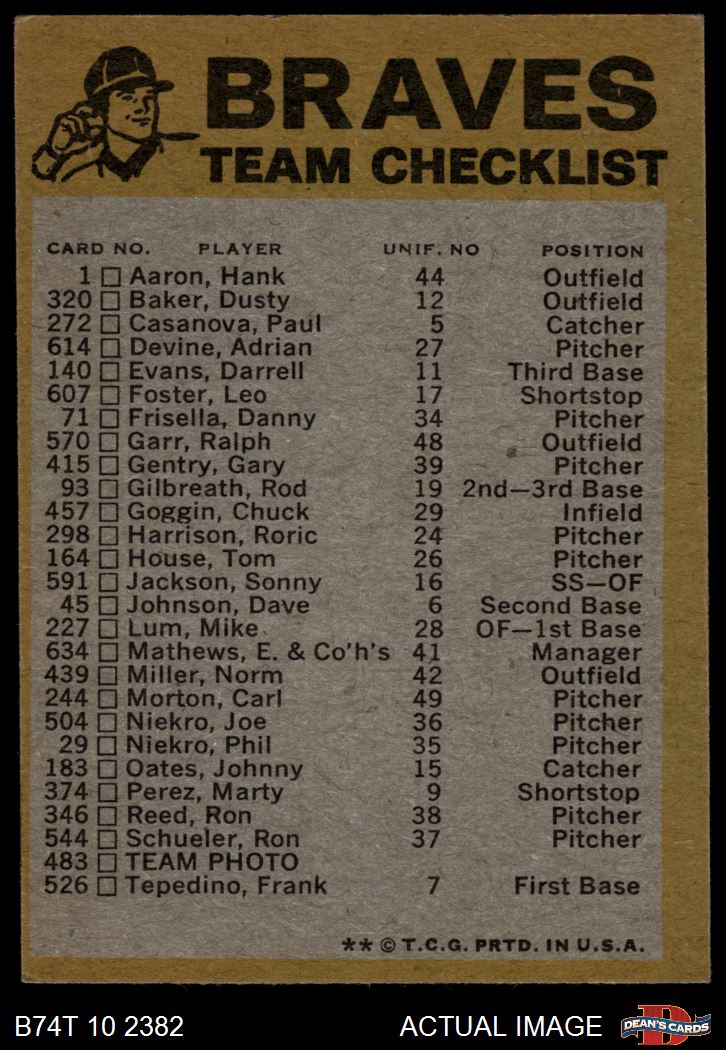 BRAVES
TEAM CHECKLIST
CARD NO. PLAYER UNIF. NO POSITION
1 Aaron, Hank 44 Outfield
320 Baker, Dusty 12 Outfield
272 Casanova, Paul 5 Catcher
614 Devine, Adrian 27 Pitcher
140 Evans, Darrell 11 Third Base
607 Foster, Leo 17 Shortstop
71 Frisella, Danny 34 Pitcher
570 Garr, Ralph 48 Outfield
415 Gentry, Gary 39 Pitcher
93 Gilbreath, Rod 19 2nd—3rd Base
457 Goggin, Chuck 29 Infield
298 Harrison, Roric 24 Pitcher
164 House, Tom 26 Pitcher
591 Jackson, Sonny 16 SS—OF
45 Johnson, Dave 6 Second Base
227 Lum, Mike 28 OF—1st Base
634 Mathews, E. & Co'h's 41 Manager
439 Miller, Norm 42 Outfield
244 Morton, Carl 49 Pitcher
504 Niekro, Joe 36 Pitcher
29 Niekro, Phil 35 Pitcher
183 Oates, Johnny 15 Catcher
374 Perez, Marty 9 Shortstop
346 Reed, Ron 38 Pitcher
544 Schueler, Ron 37 Pitcher
483 TEAM PHOTO
526 Tepedino, Frank 7 First Base
** © T.C.G. PRTD. IN U.S.A.
B74T 10 2382 ACTUAL IMAGE D DEAN'S CARDS